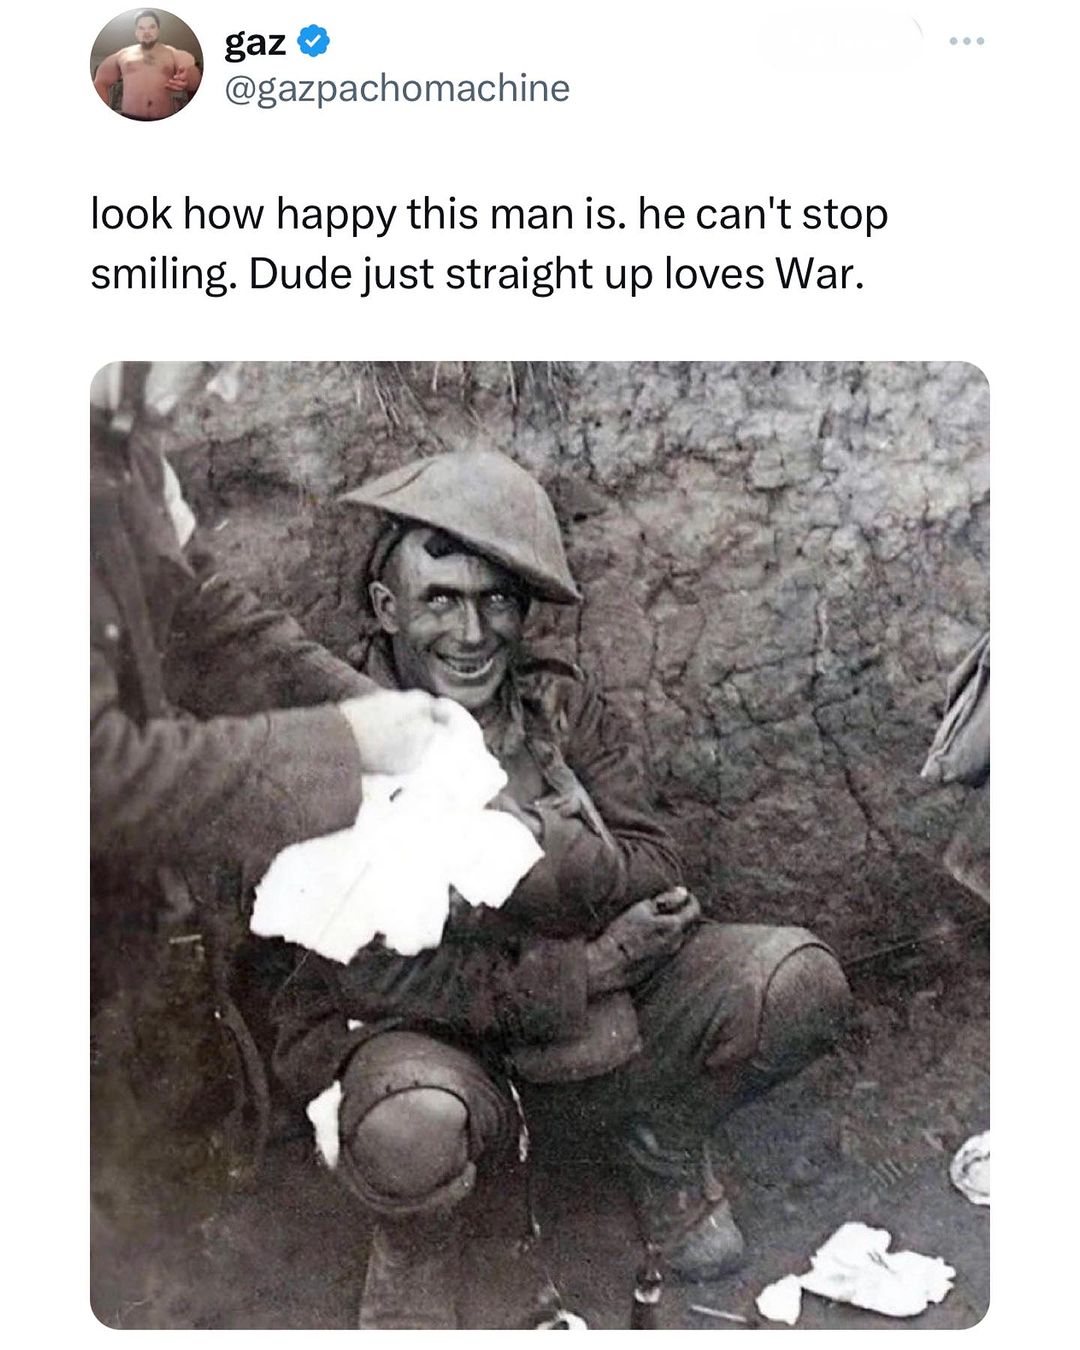 gaz
@gazpachomachine
look how happy this man is. he can't stop
smiling. Dude just straight up loves War.